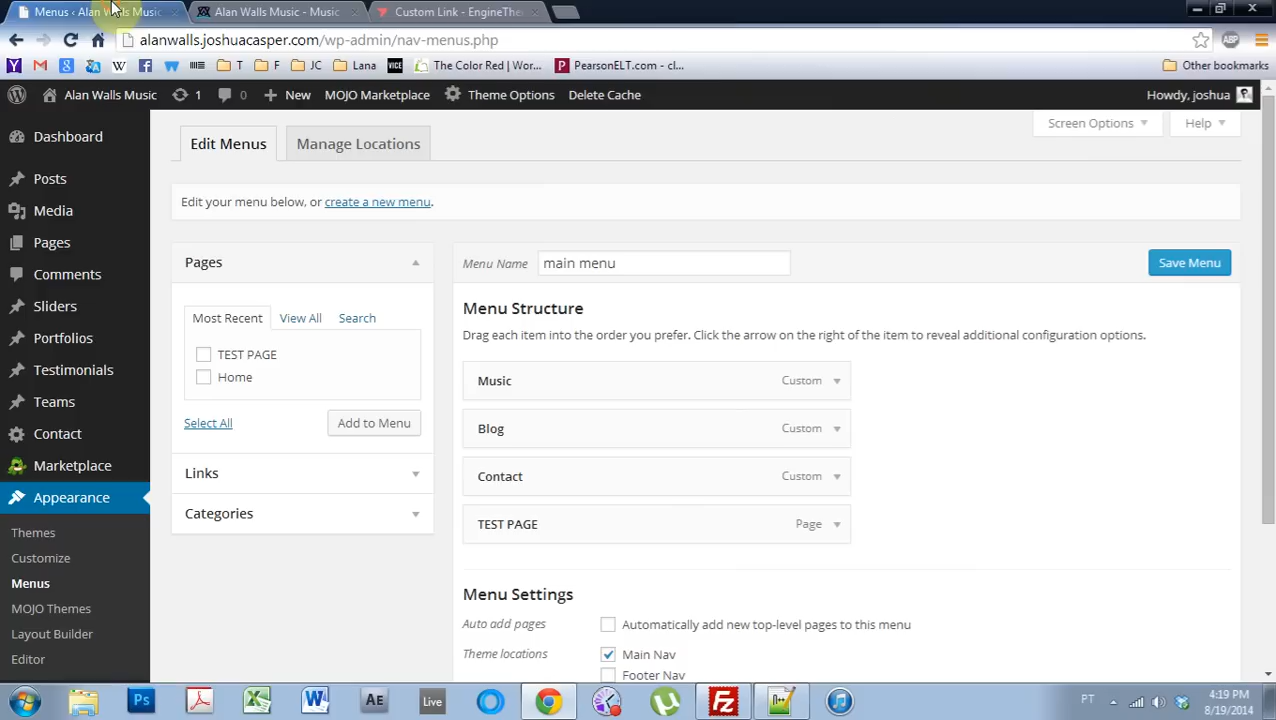 Menus ‹ Alan Walls Music
Alan Walls Music - Music
Custom Link - EngineThe
alanwalls.joshuacasper.com/wp-admin/nav-menus.php
ABP
T
F
JC
Lana
VICE
The Color Red | Wor...
PearsonELT.com - cl...
Other bookmarks
Alan Walls Music
1
0
New
MOJO Marketplace
Theme Options
Delete Cache
Howdy, joshua
Dashboard
Posts
Media
Pages
Comments
Sliders
Portfolios
Testimonials
Teams
Contact
Marketplace
Appearance
Themes
Customize
Menus
MOJO Themes
Layout Builder
Editor
Edit Menus
Manage Locations
Screen Options
Help
Edit your menu below, or create a new menu.
Pages
Most Recent
View All
Search
TEST PAGE
Home
Select All
Add to Menu
Links
Categories
Menu Name
main menu
Save Menu
Menu Structure
Drag each item into the order you prefer. Click the arrow on the right of the item to reveal additional configuration options.
Music
Custom
Blog
Custom
Contact
Custom
TEST PAGE
Page
Menu Settings
Auto add pages
Automatically add new top-level pages to this menu
Theme locations
Main Nav
Footer Nav
Ps
Ae
Live
Fz
PT
4:19 PM
8/19/2014